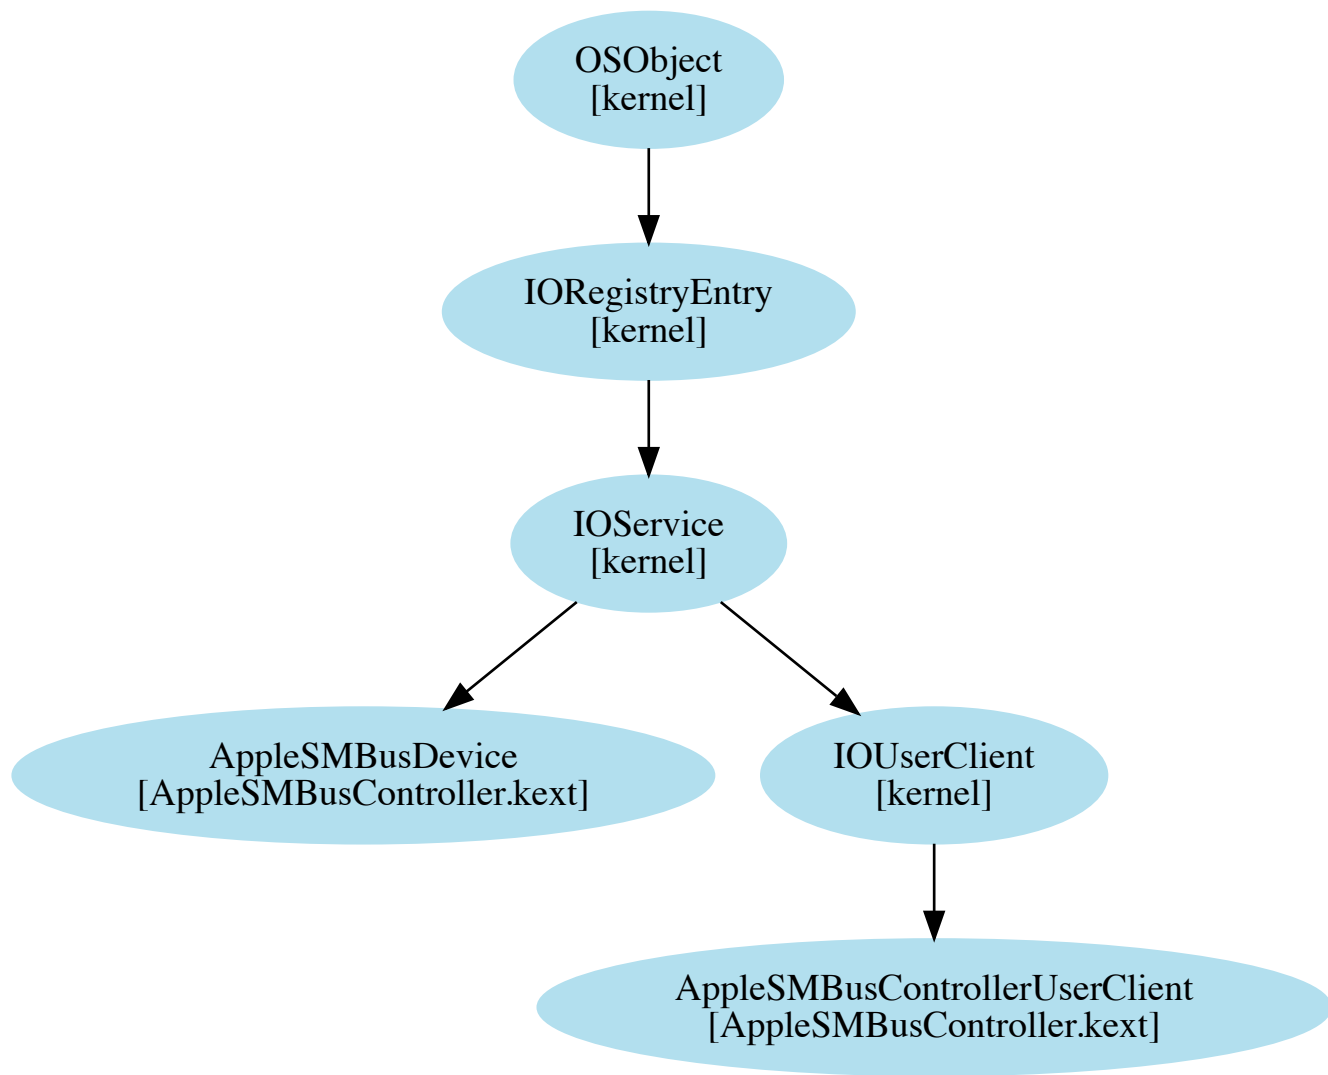 OSObject
[kernel]
IORegistryEntry
[kernel]
IOService
[kernel]
AppleSMBusDevice
[AppleSMBusController.kext]
IOUserClient
[kernel]
AppleSMBusControllerUserClient
[AppleSMBusController.kext]